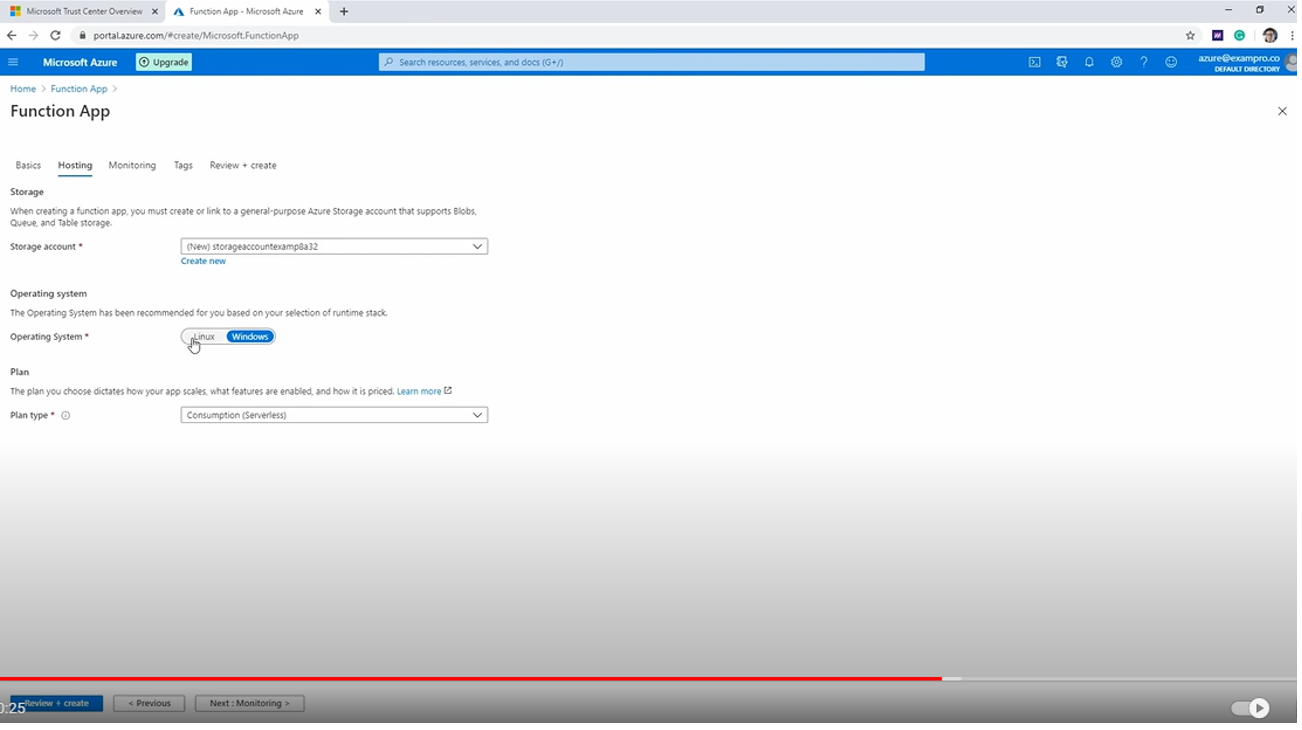 Microsoft Trust Center Overview
Function App - Microsoft Azure
portal.azure.com/#create/Microsoft.FunctionApp
Microsoft Azure
Upgrade
Search resources, services, and docs (G+/)
azure@exampro.co
DEFAULT DIRECTORY
Home > Function App >
Function App
Basics Hosting Monitoring Tags Review + create
Storage
When creating a function app, you must create or link to a general-purpose Azure Storage account that supports Blobs,
Queue, and Table storage.
Storage account * (New) storageaccountexamp8a32
Create new
Operating system
The Operating System has been recommended for you based on your selection of runtime stack.
Operating System * Linux Windows
Plan
The plan you choose dictates how your app scales, what features are enabled, and how it is priced. Learn more
Plan type * Consumption (Serverless)
Review + create < Previous Next : Monitoring >
0:25